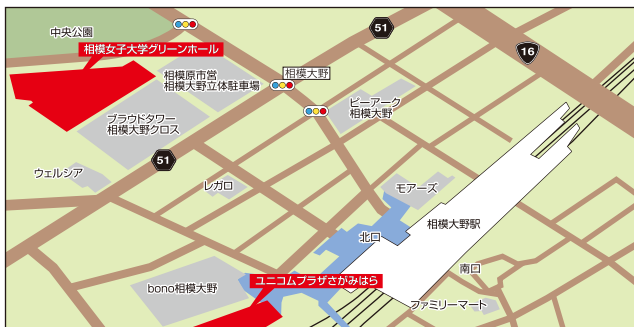 中央公園
相模女子大学グリーンホール
51
16
相模原市営
相模大野立体駐車場
相模大野
ピーアーク
相模大野
プラウドタワー
相模大野クロス
51
ウェルシア
レガロ
モアーズ
相模大野駅
北口
南口
ユニコムプラザさがみはら
bono相模大野
ファミリーマート